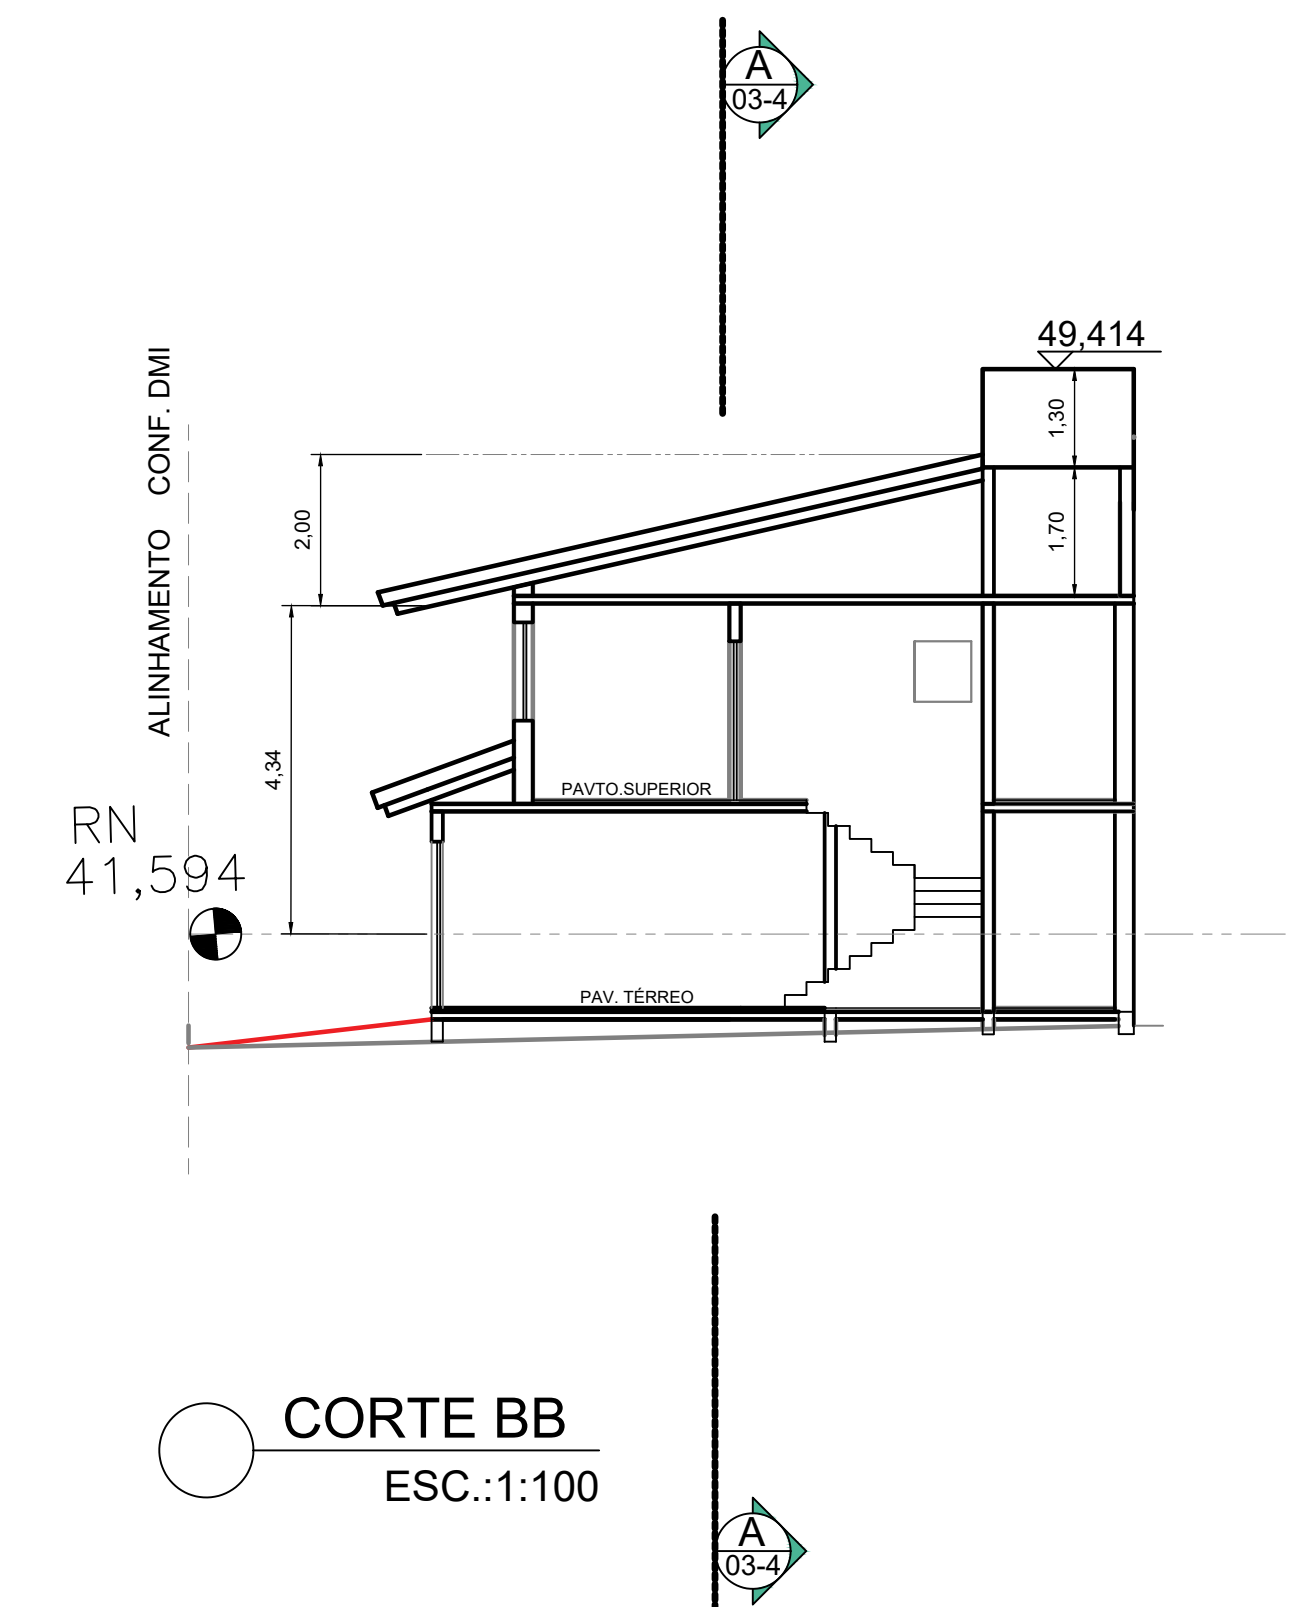 A
03-4
49,414
ALINHAMENTO CONF. DMI
1,30
2,00
1,70
4,34
PAVTO.SUPERIOR
RN
41,594
PAV. TÉRREO
CORTE BB
ESC.:1:100
A
03-4